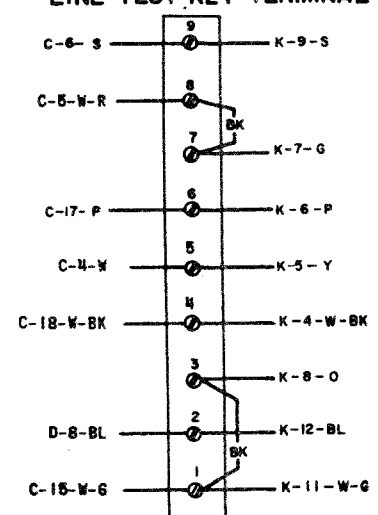 LINE TEST KEY TERMINAL
9
C-6-S K-9-S
8
C-5-W-R
BK
7
K-7-G
6
C-17-P K-6-P
5
C-4-W K-5-Y
4
C-18-W-BK K-4-W-BK
3
K-8-O
2
D-8-BL K-12-BL
BK
1
C-15-W-G K-11-W-G